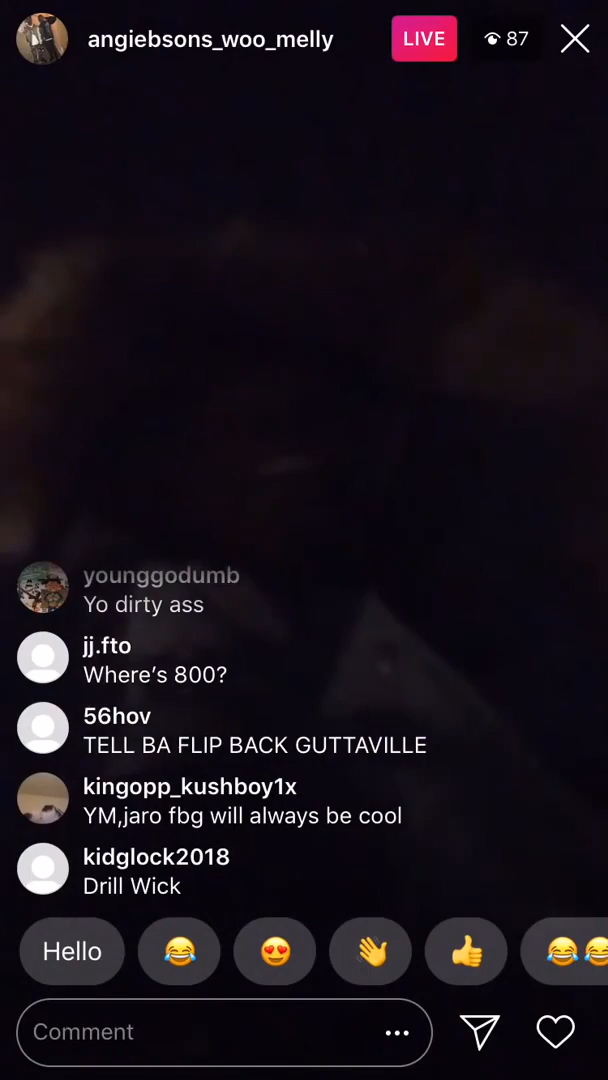 angiebsons_woo_melly
LIVE
87
younggodumb
Yo dirty ass
jj.fto
Where’s 800?
56hov
TELL BA FLIP BACK GUTTAVILLE
kingopp_kushboy1x
YM,jaro fbg will always be cool
kidglock2018
Drill Wick
Hello
Comment